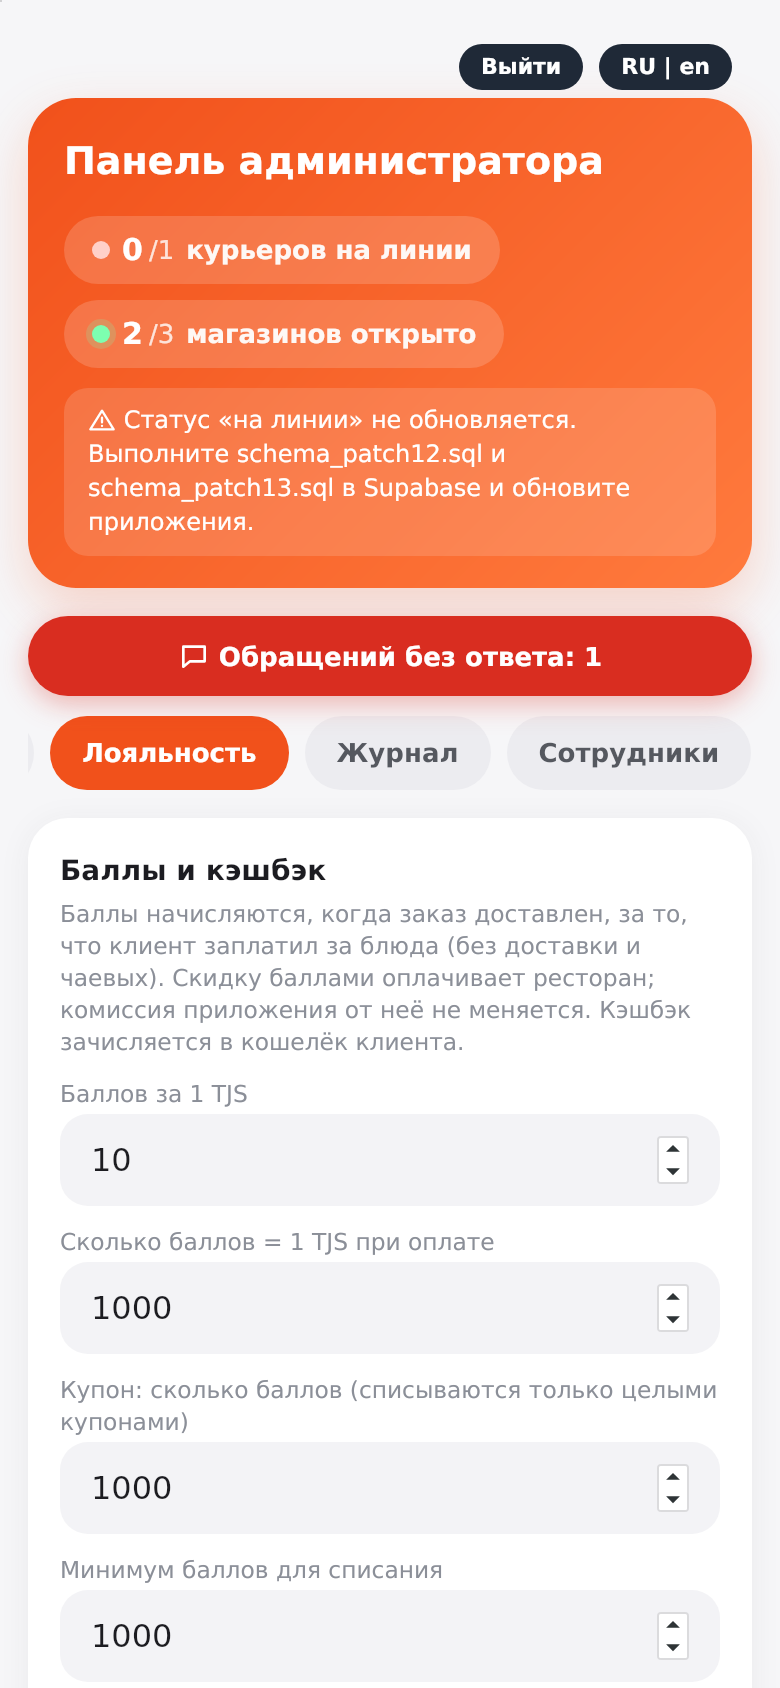 Выйти
RU | en
Панель администратора
0 /1 курьеров на линии
2 /3 магазинов открыто
⚠ Статус «на линии» не обновляется.
Выполните schema_patch12.sql и
schema_patch13.sql в Supabase и обновите
приложения.
Обращений без ответа: 1
Лояльность
Журнал
Сотрудники
Баллы и кэшбэк
Баллы начисляются, когда заказ доставлен, за то,
что клиент заплатил за блюда (без доставки и
чаевых). Скидку баллами оплачивает ресторан;
комиссия приложения от неё не меняется. Кэшбэк
зачисляется в кошелёк клиента.
Баллов за 1 TJS
10
Сколько баллов = 1 TJS при оплате
1000
Купон: сколько баллов (списываются только целыми
купонами)
1000
Минимум баллов для списания
1000